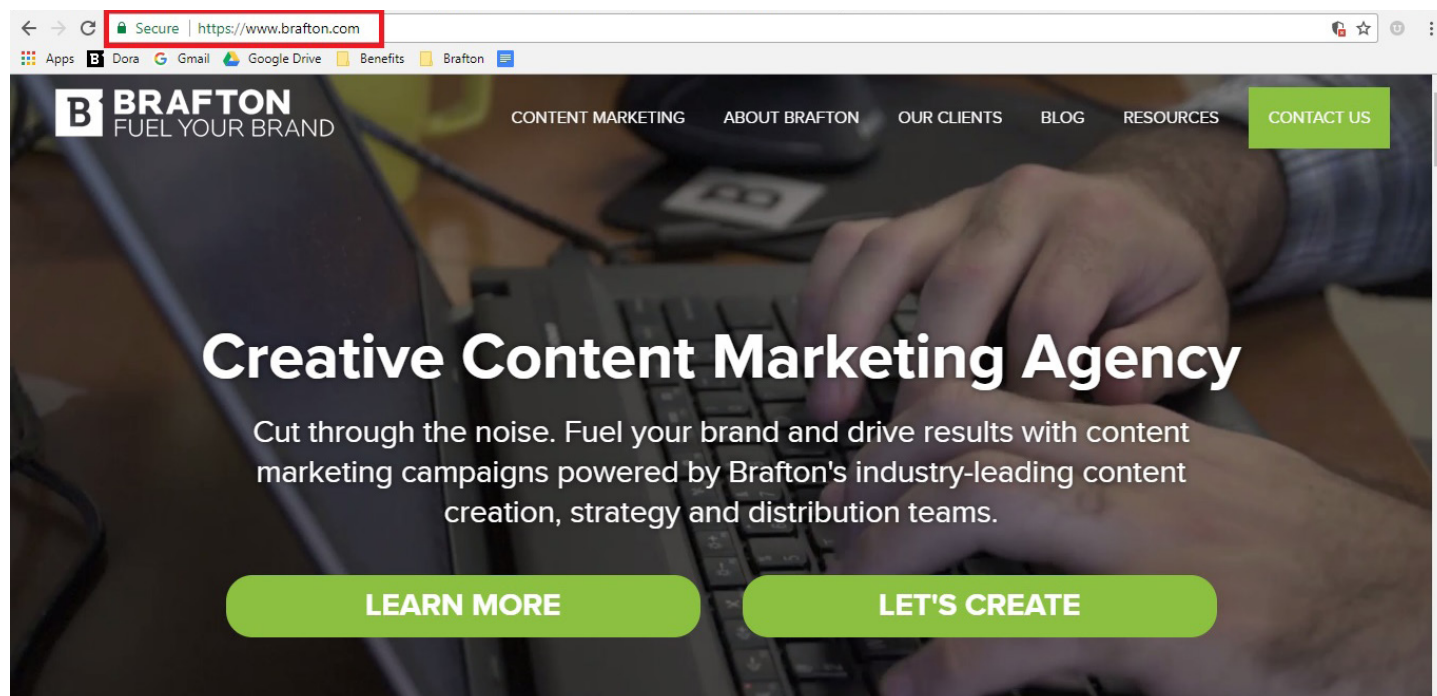 Secure | https://www.brafton.com
Apps Dora Gmail Google Drive Benefits Brafton
B BRAFTON
FUEL YOUR BRAND
CONTENT MARKETING ABOUT BRAFTON OUR CLIENTS BLOG RESOURCES CONTACT US
Creative Content Marketing Agency
Cut through the noise. Fuel your brand and drive results with content
marketing campaigns powered by Brafton's industry-leading content
creation, strategy and distribution teams.
LEARN MORE LET'S CREATE